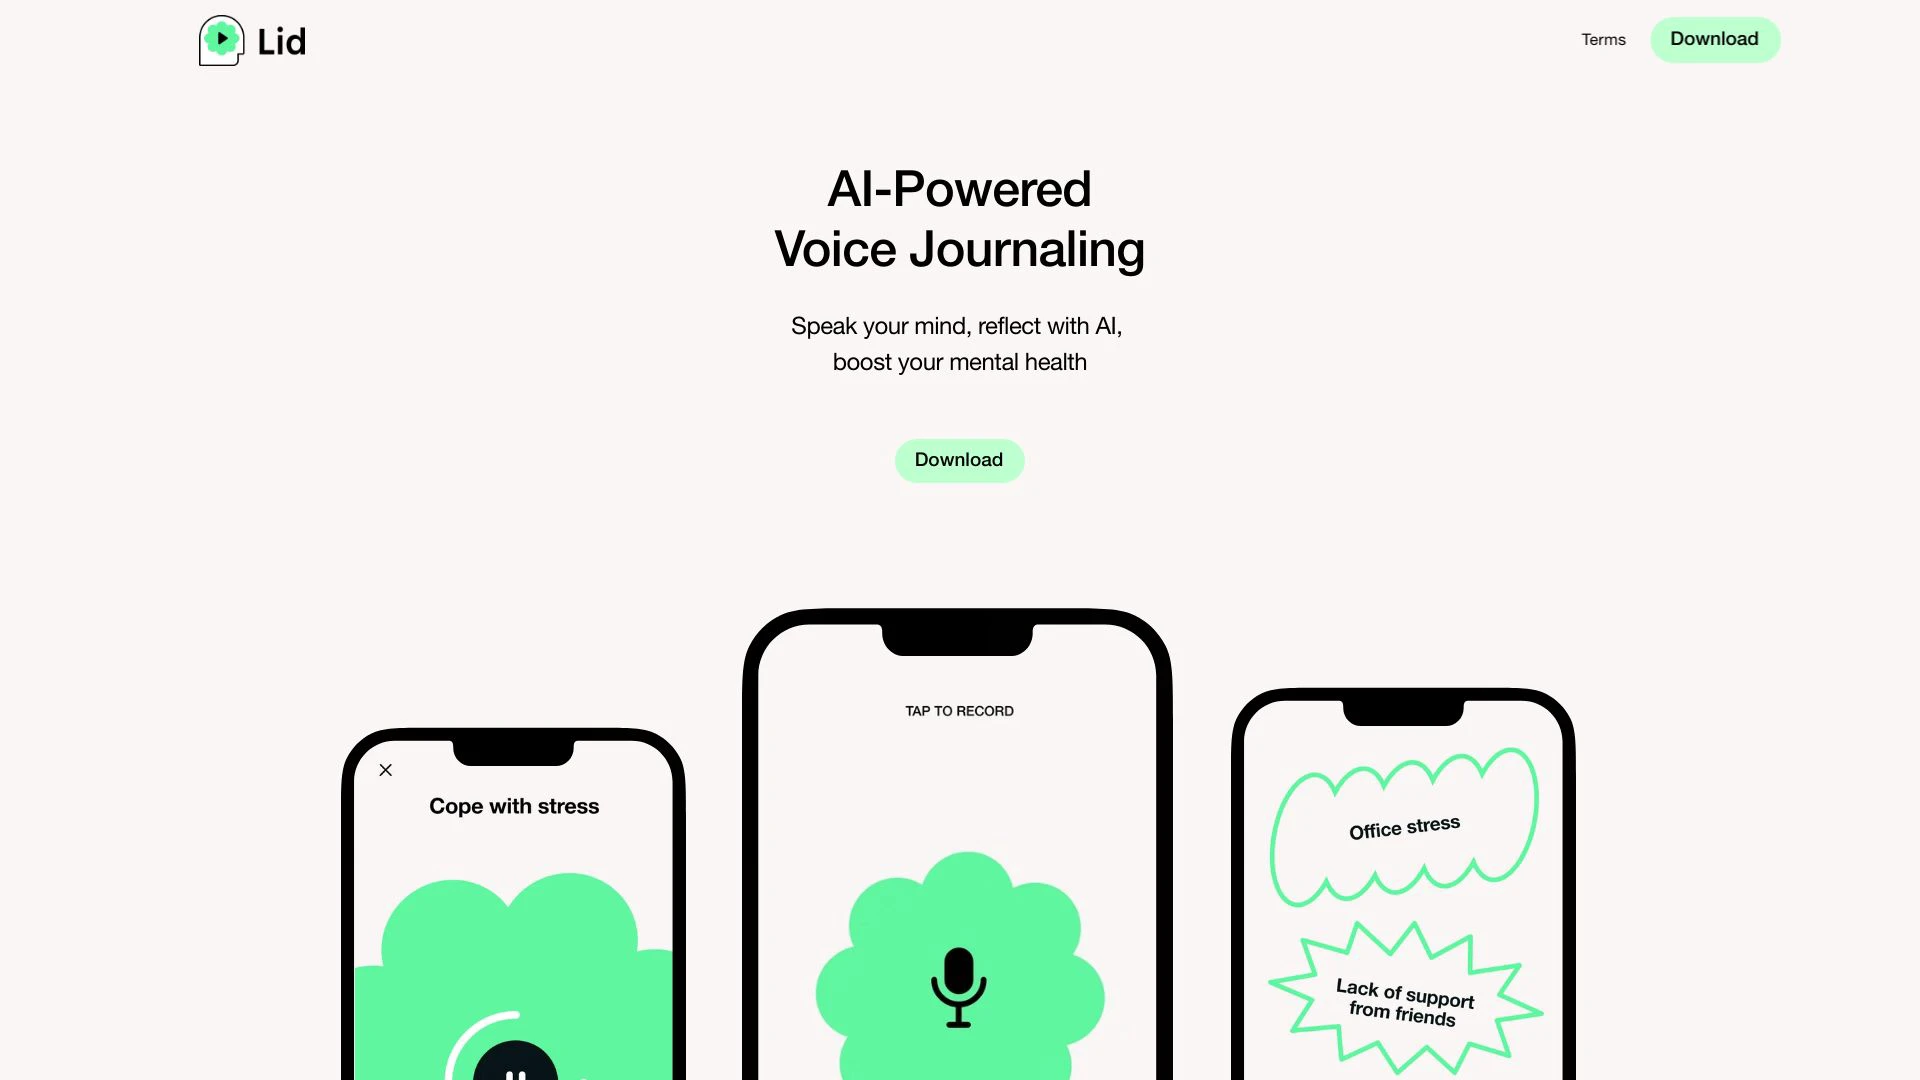 Lid
Terms
Download
AI-Powered
Voice Journaling
Speak your mind, reflect with AI,
boost your mental health
Download
Cope with stress
TAP TO RECORD
Office stress
Lack of support
from friends